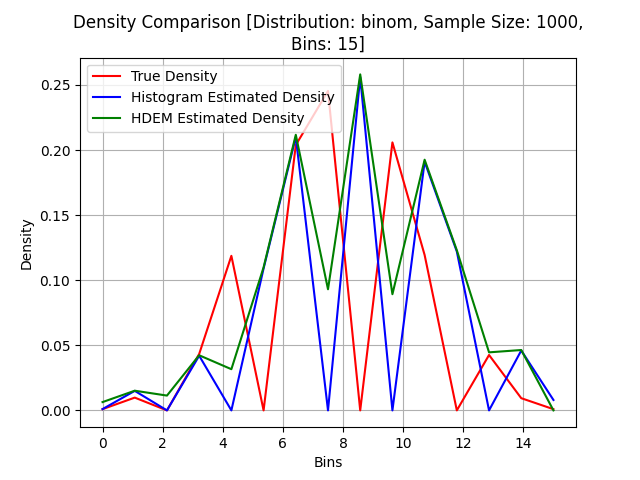 Density Comparison [Distribution: binom, Sample Size: 1000,
Bins: 15]
True Density
Histogram Estimated Density
HDEM Estimated Density
Density
0.25
0.20
0.15
0.10
0.05
0.00
0 2 4 6 8 10 12 14
Bins